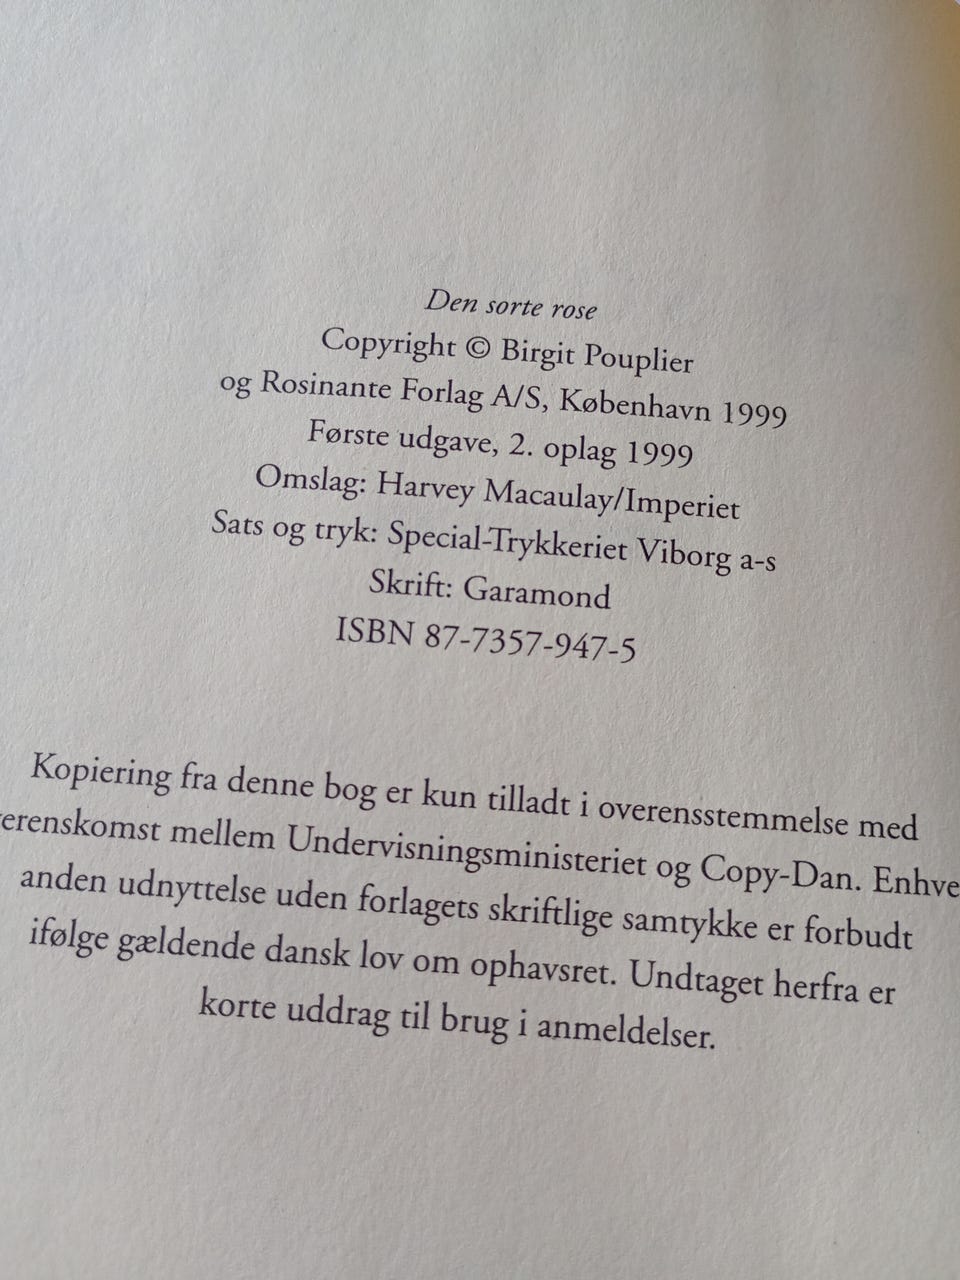 Den sorte rose
Copyright © Birgit Pouplier
og Rosinante Forlag A/S, København 1999
Første udgave, 2. oplag 1999
Omslag: Harvey Macaulay/Imperiet
Sats og tryk: Special-Trykkeriet Viborg a-s
Skrift: Garamond
ISBN 87-7357-947-5
Kopiering fra denne bog er kun tilladt i overensstemmelse med
erenskomst mellem Undervisningsministeriet og Copy-Dan. Enhve
anden udnyttelse uden forlagets skriftlige samtykke er forbudt
ifølge gældende dansk lov om ophavsret. Undtaget herfra er
korte uddrag til brug i anmeldelser.